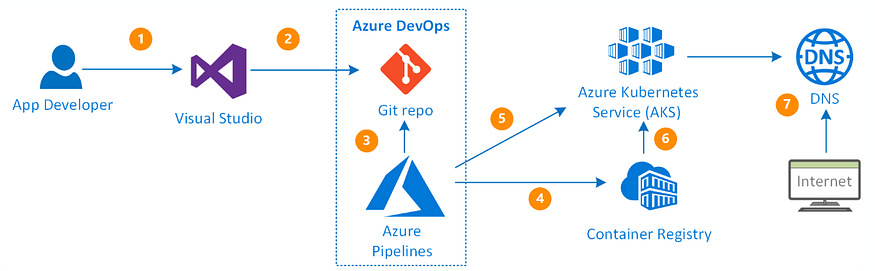 1
App Developer
Visual Studio
2
Azure DevOps
Git repo
3
Azure
Pipelines
5
4
Azure Kubernetes
Service (AKS)
6
Container Registry
DNS
DNS
7
Internet